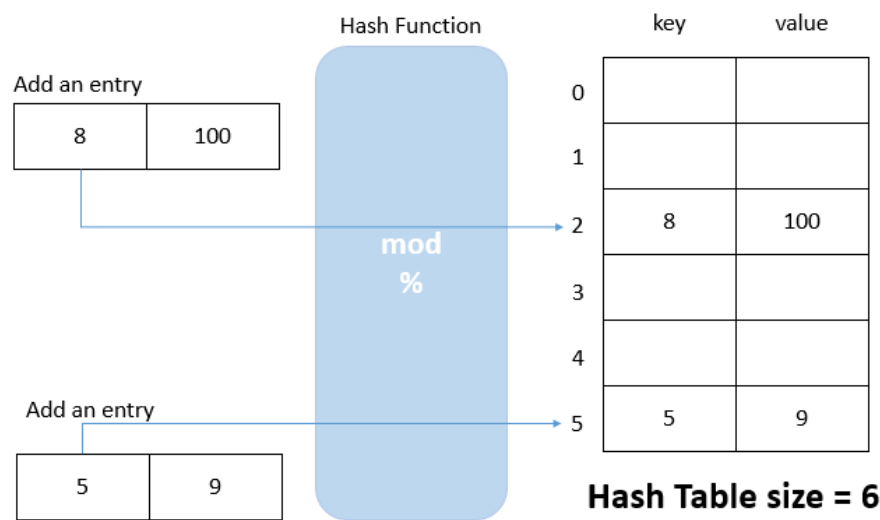 Hash Function
key value
Add an entry
8 100
0
1
2 8 100
mod
%
3
4
Add an entry
5 5 9
5 9
Hash Table size = 6